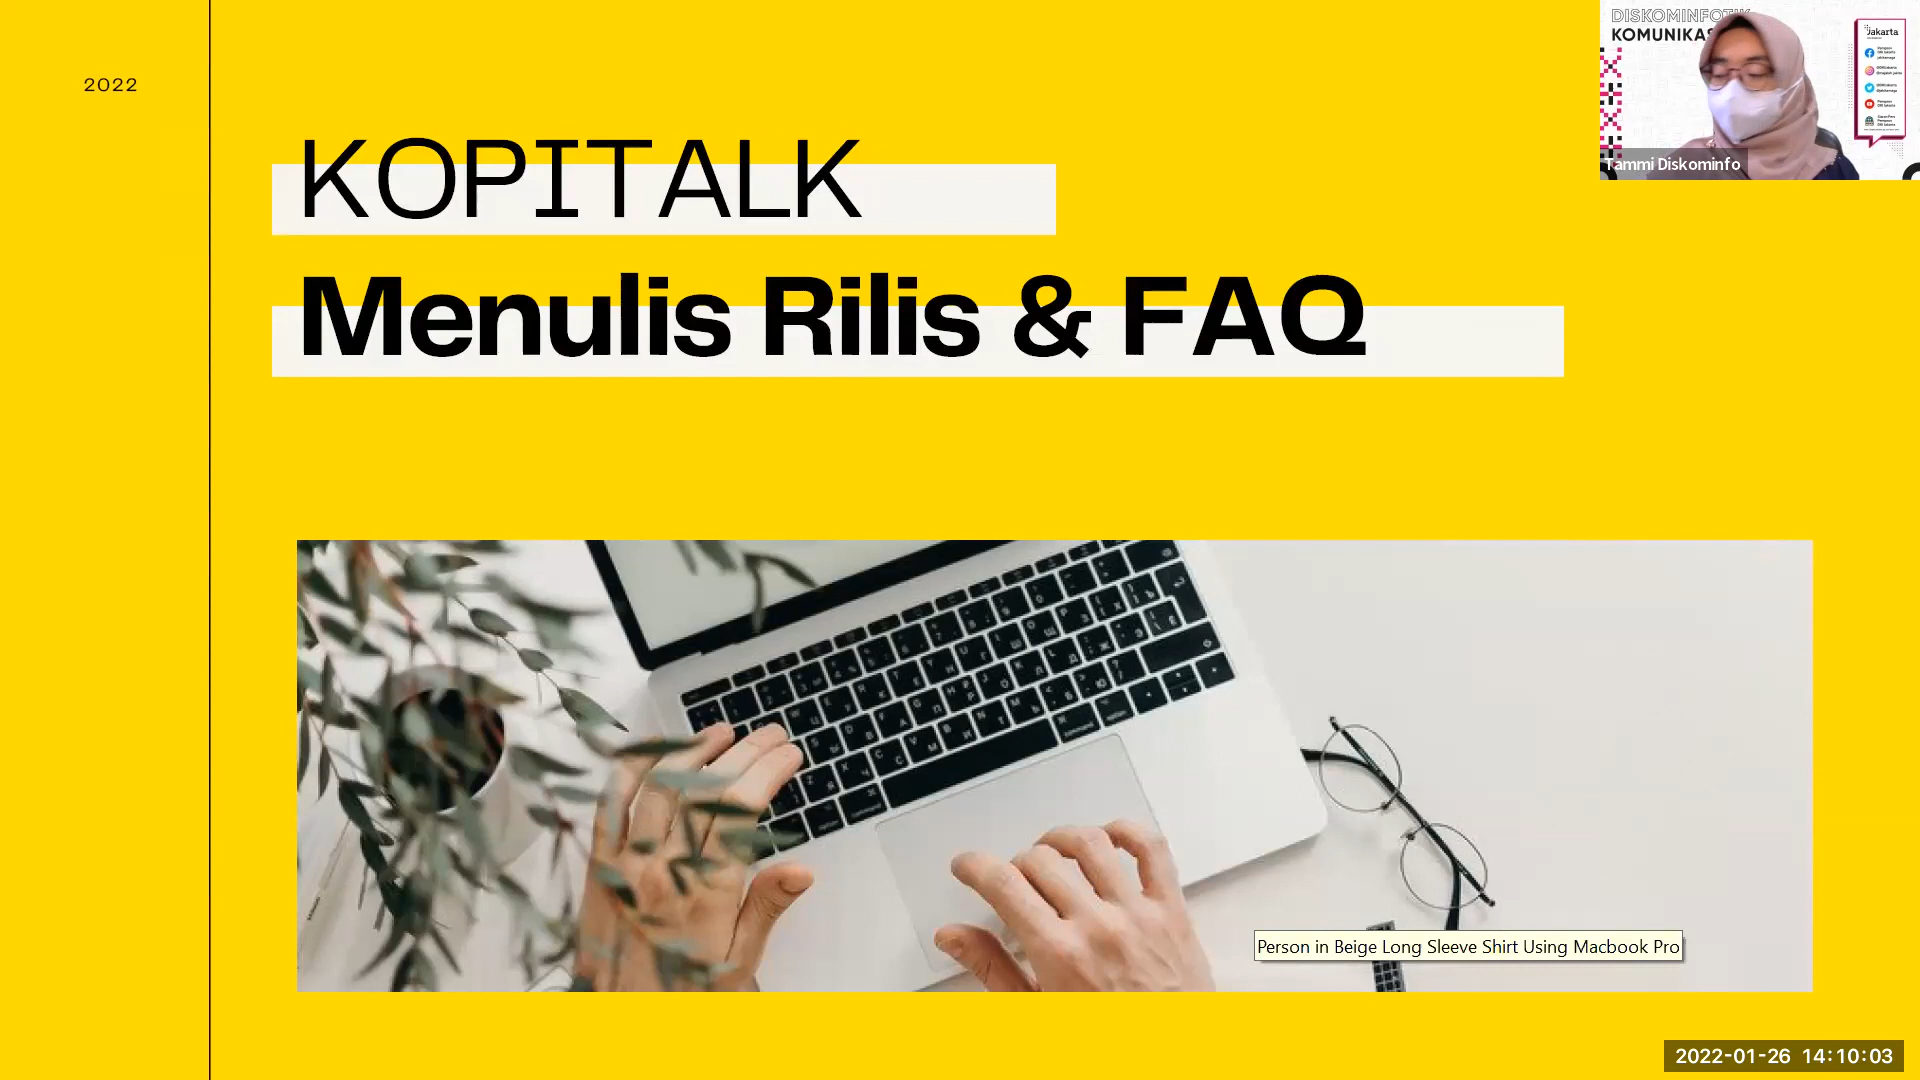 2022
KOPITALK
Menulis Rilis & FAQ
DISKOMINFOTIK
KOMUNIKAS
Jakarta
Tammi Diskominfo
Person in Beige Long Sleeve Shirt Using Macbook Pro
2022-01-26 14:10:03